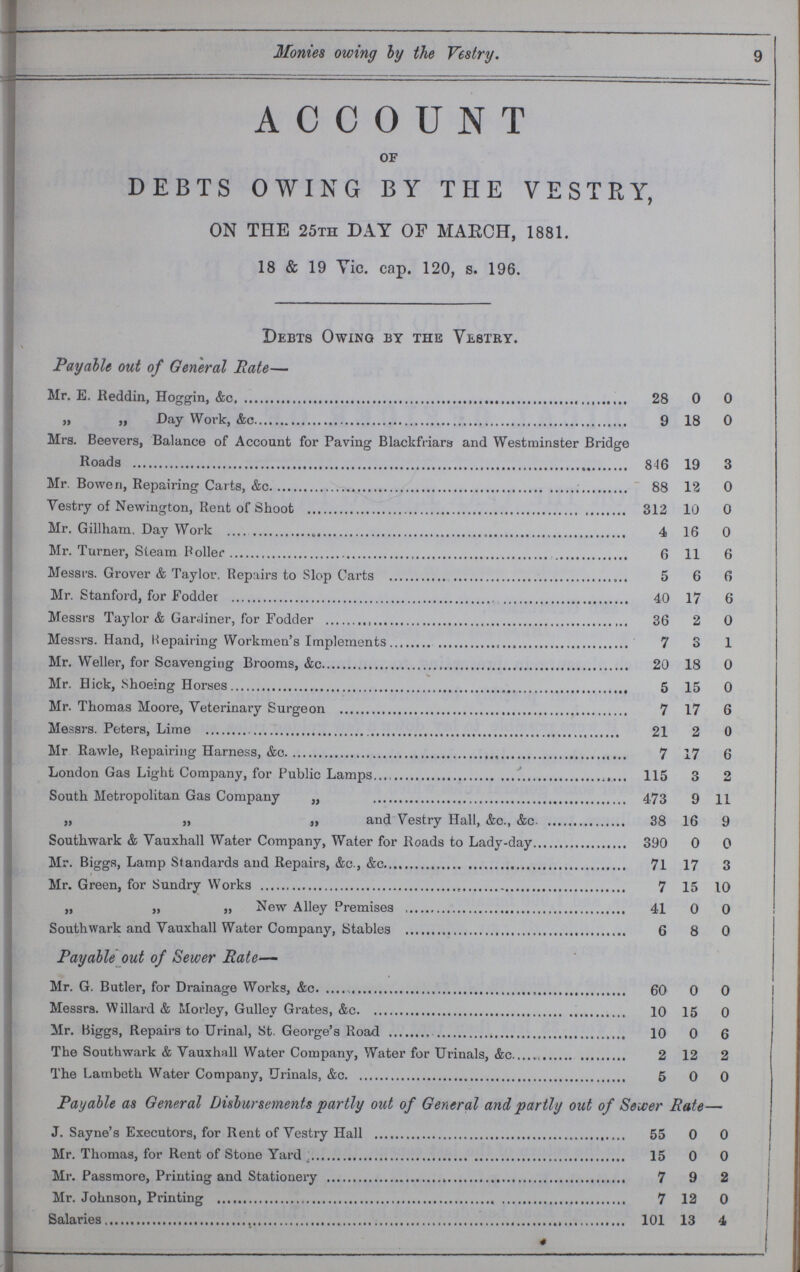 Monies owing by the Vestry. 9
ACCOUNT
OF
DEBTS OWING BY THE VESTRY,
ON THE 25TH DAY OF MARCH, 1881.
18 & 19 Vic. cap. 120, s. 196.
DEBTS OWING BY THE VESTRY.
Payable out of General Rate—
Mr. E. Reddin, Hoggin, &c. 28 0 0
„ „ Day Work, &c. 9 18 0
Mrs. Beevers, Balance of Account for Paving Blackfriars and Westminster Bridge
Roads 846 19 3
Mr. Bowen, Repairing Carts, &c. 88 12 0
Vestry of Newington, Rent of Shoot 312 10 0
Mr. Gillham. Day Work 4 16 0
Mr. Turner, Steam Roller 6 11 6
Messrs. Grover & Taylor. Repairs to Slop Carts 5 6 6
Mr. Stanford, for Fodder 40 17 6
Messrs Taylor & Gardiner, for Fodder 36 2 0
Messrs. Hand, Repairing Workmen's Implements 7 3 1
Mr. Weller, for Scavenging Brooms, &c. 20 18 0
Mr. Hick, Shoeing Horses 5 15 0
Mr. Thomas Moore, Veterinary Surgeon 7 17 6
Messrs. Peters, Lime 21 2 0
Mr Rawle, Repairing Harness, &c. 7 17 6
London Gas Light Company, for Public Lamps 115 3 2
South Metropolitan Gas Company „ 473 9 11
„ „ „ and Vestry Hall, &c., &c. 38 16 9
Southwark & Vauxhall Water Company, Water for Roads to Lady-day 390 0 0
Mr. Biggs, Lamp Standards and Repairs, &c., &c. 71 17 3
Mr. Green, for Sundry Works 7 15 10
„ „ „ New Alley Premises 41 0 0
Southwark and Vauxhall Water Company, Stables 6 8 0
Payable out of Sewer Rate—
Mr. G. Butler, for Drainage Works, &c. 60 0 0
Messrs. Willard & Morley, Gulley Grates, &c. 10 15 0
Mr. Biggs, Repairs to Urinal, St. George's Road 10 0 6
The Southwark & Vauxhall Water Company, Water for Urinals, &c. 2 12 2
The Lambeth Water Company, Urinals, &c. 5 0 0
Payable as General Disbursements partly out of General and partly out of Sewer Rate—
J. Sayne's Executors, for Rent of Vestry Hall 55 0 0
Mr. Thomas, for Rent of Stone Yard 15 0 0
Mr. Passmore, Printing and Stationery 7 9 2
Mr. Johnson, Printing 7 12 0
Salaries 101 13 4